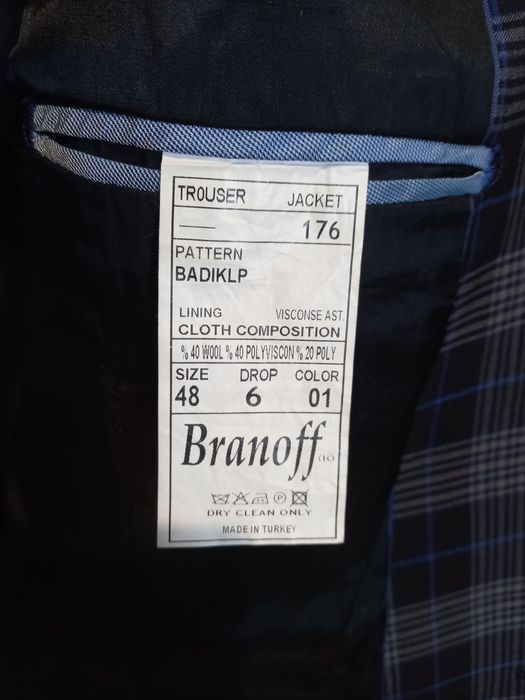 TROUSER JACKET
— 176
PATTERN
BADIKLP
LINING VISCONSE AST.
CLOTH COMPOSITION
% 40 WOOL % 40 POLYVISCON % 20 POLY
SIZE DROP COLOR
48 6 01
Branoff
DRY CLEAN ONLY
MADE IN TURKEY